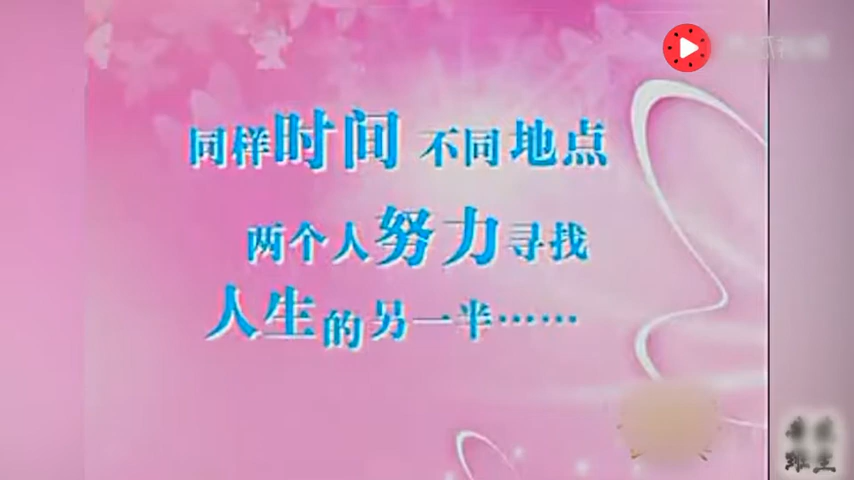 同样时间 不同地点
两个人努力寻找
人生的另一半……